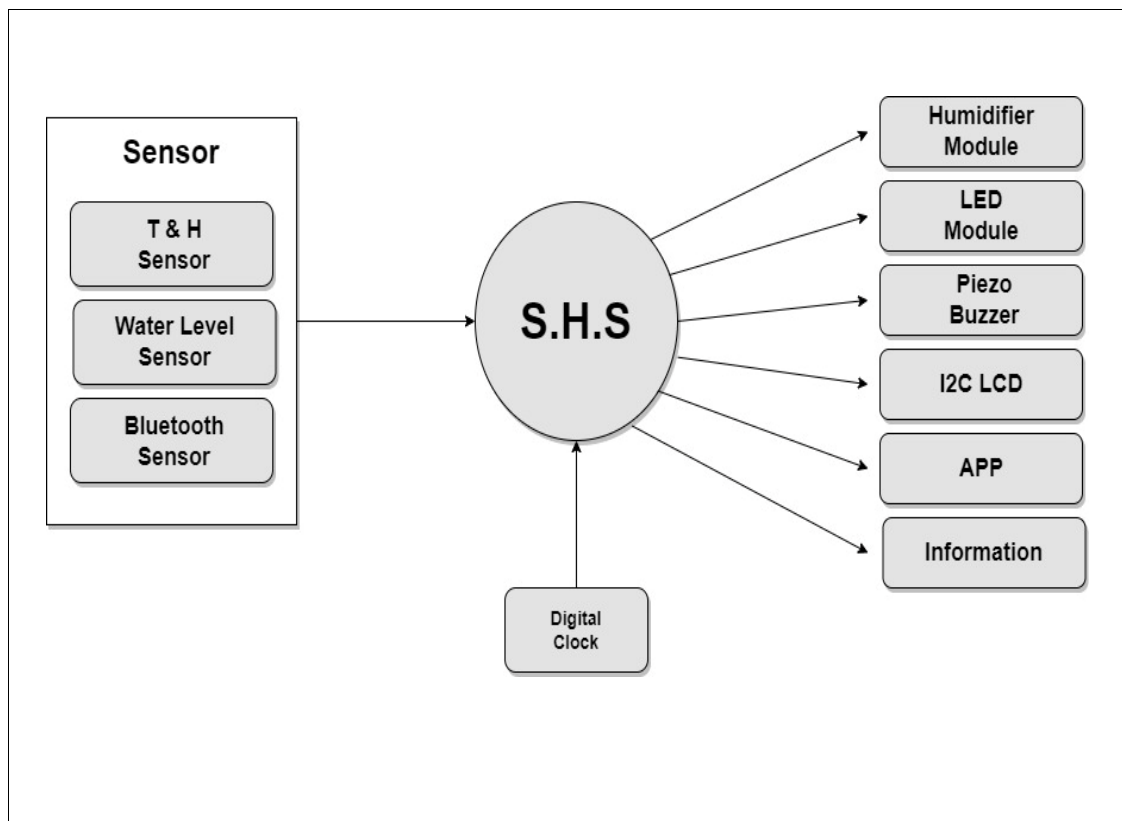 Sensor
T & H
Sensor
Water Level
Sensor
Bluetooth
Sensor
S.H.S
Digital
Clock
Humidifier
Module
LED
Module
Piezo
Buzzer
I2C LCD
APP
Information